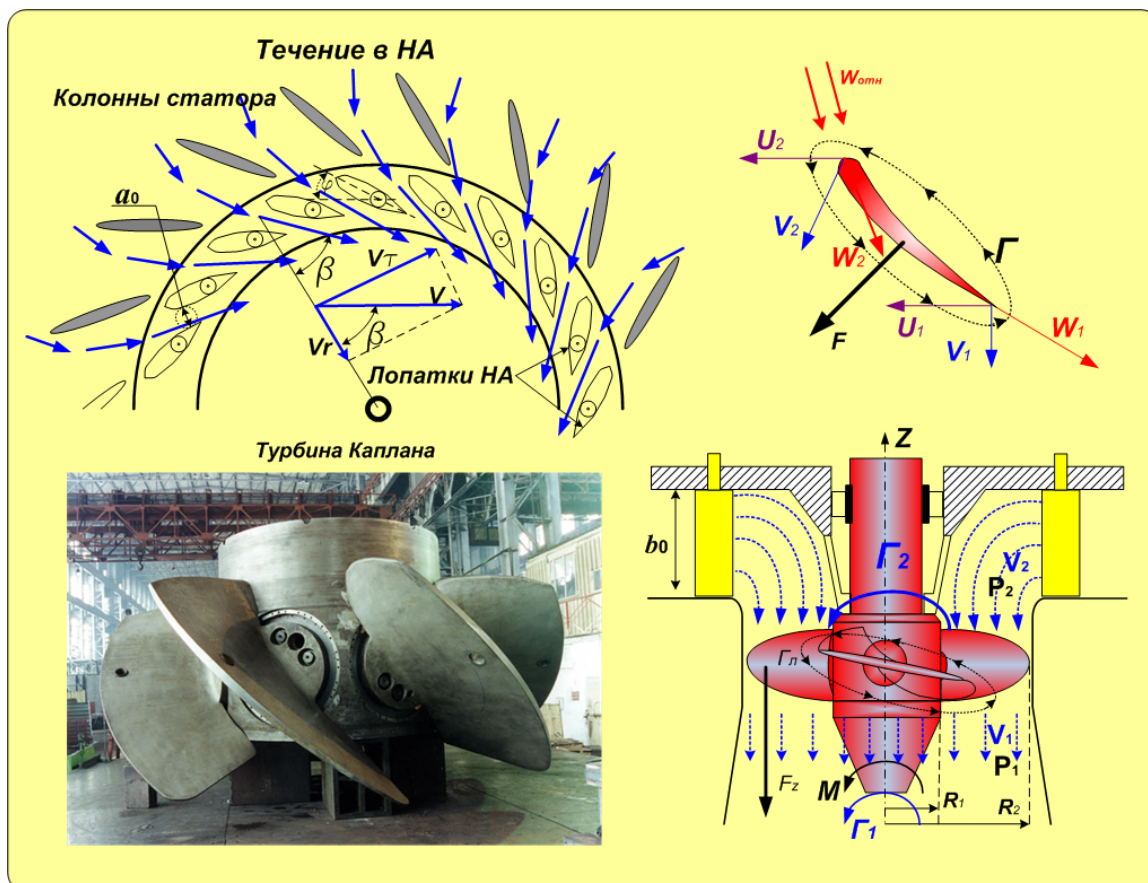 Течение в НА
Колонны статора
a0
φ
β
Vτ
V
β
Vr
Лопатки НА
Wотн
U2
V2
W2
Г
F
U1
V1
W1
Турбина Каплана
Z
b0
Г2
V2
P2
Гл
V1
P1
Fz
M
R1
R2
Г1